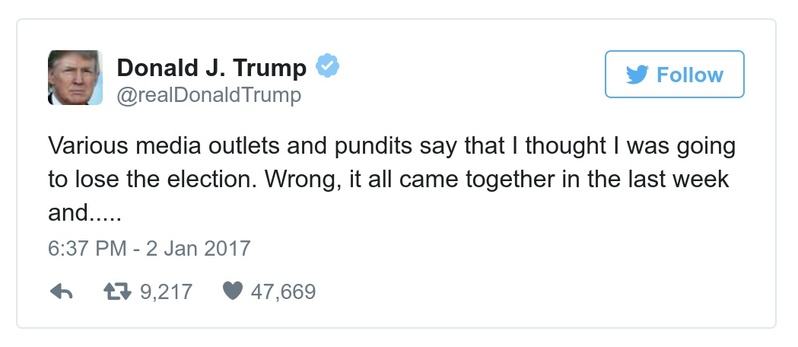 Donald J. Trump
Follow
@realDonaldTrump
Various media outlets and pundits say that I thought I was going
to lose the election. Wrong, it all came together in the last week
and.....
6:37 PM - 2 Jan 2017
9,217 47,669